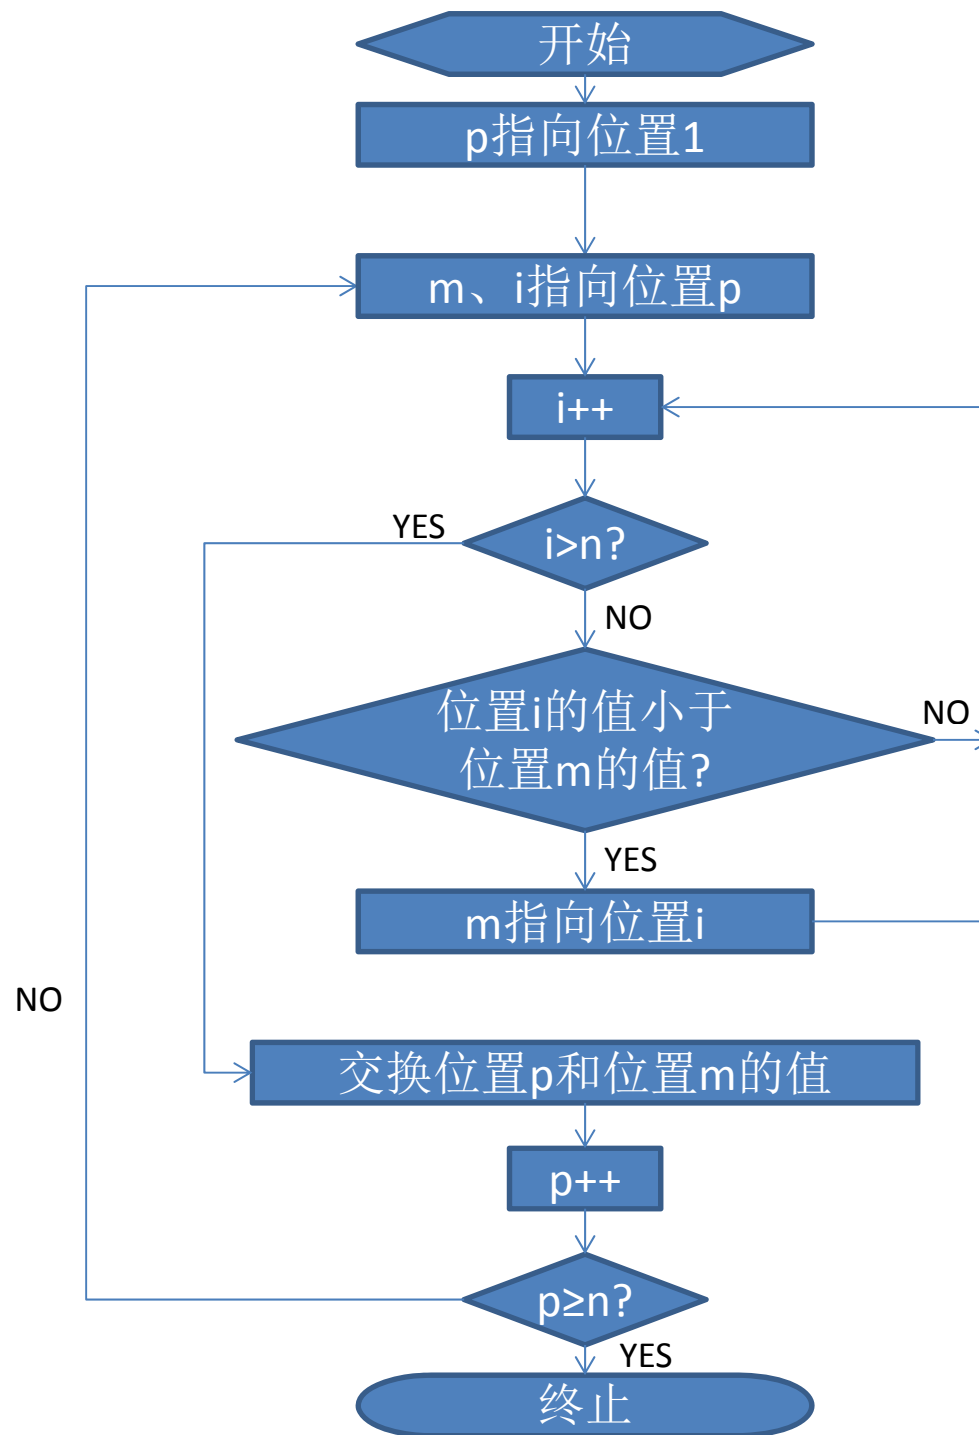 开始
p指向位置1
m、i指向位置p
i++
YES
i>n?
NO
位置i的值小于
位置m的值?
NO
YES
m指向位置i
NO
交换位置p和位置m的值
p++
p≥n?
YES
终止